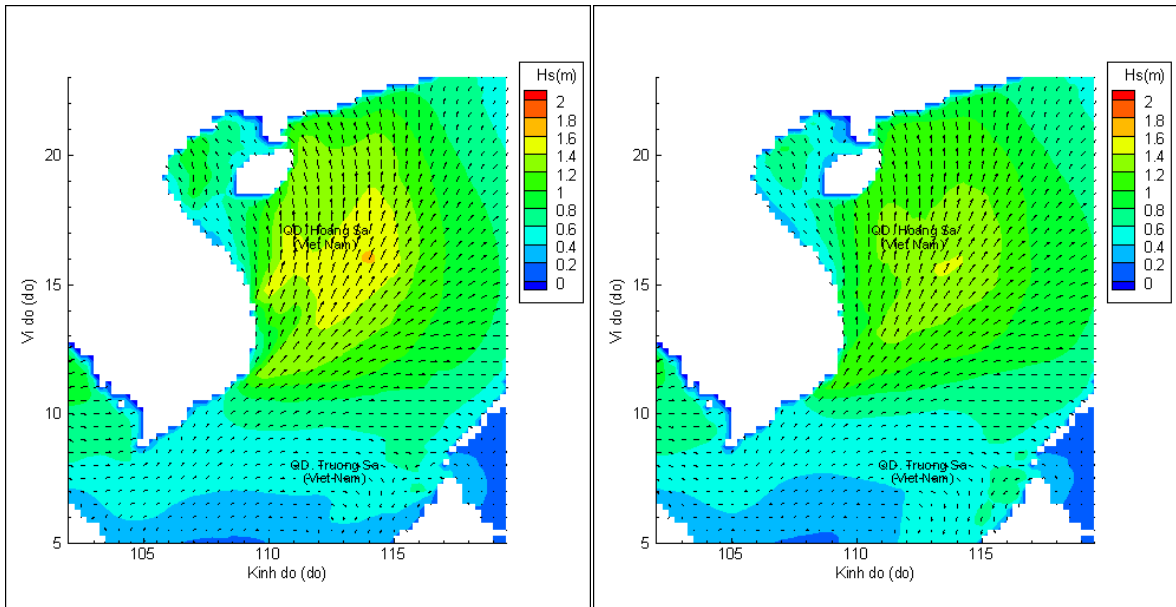 Hs(m)
2
1.8
1.6
1.4
1.2
1
0.8
0.6
0.4
0.2
0
20
15
10
5
Vi do (do)
QD. Hoang Sa
(Viet Nam)
QD. Truong Sa
(Viet Nam)
105
110
115
Kinh do (do)
Hs(m)
2
1.8
1.6
1.4
1.2
1
0.8
0.6
0.4
0.2
0
20
15
10
5
Vi do (do)
QD. Hoang Sa
(Viet Nam)
QD. Truong Sa
(Viet Nam)
105
110
115
Kinh do (do)